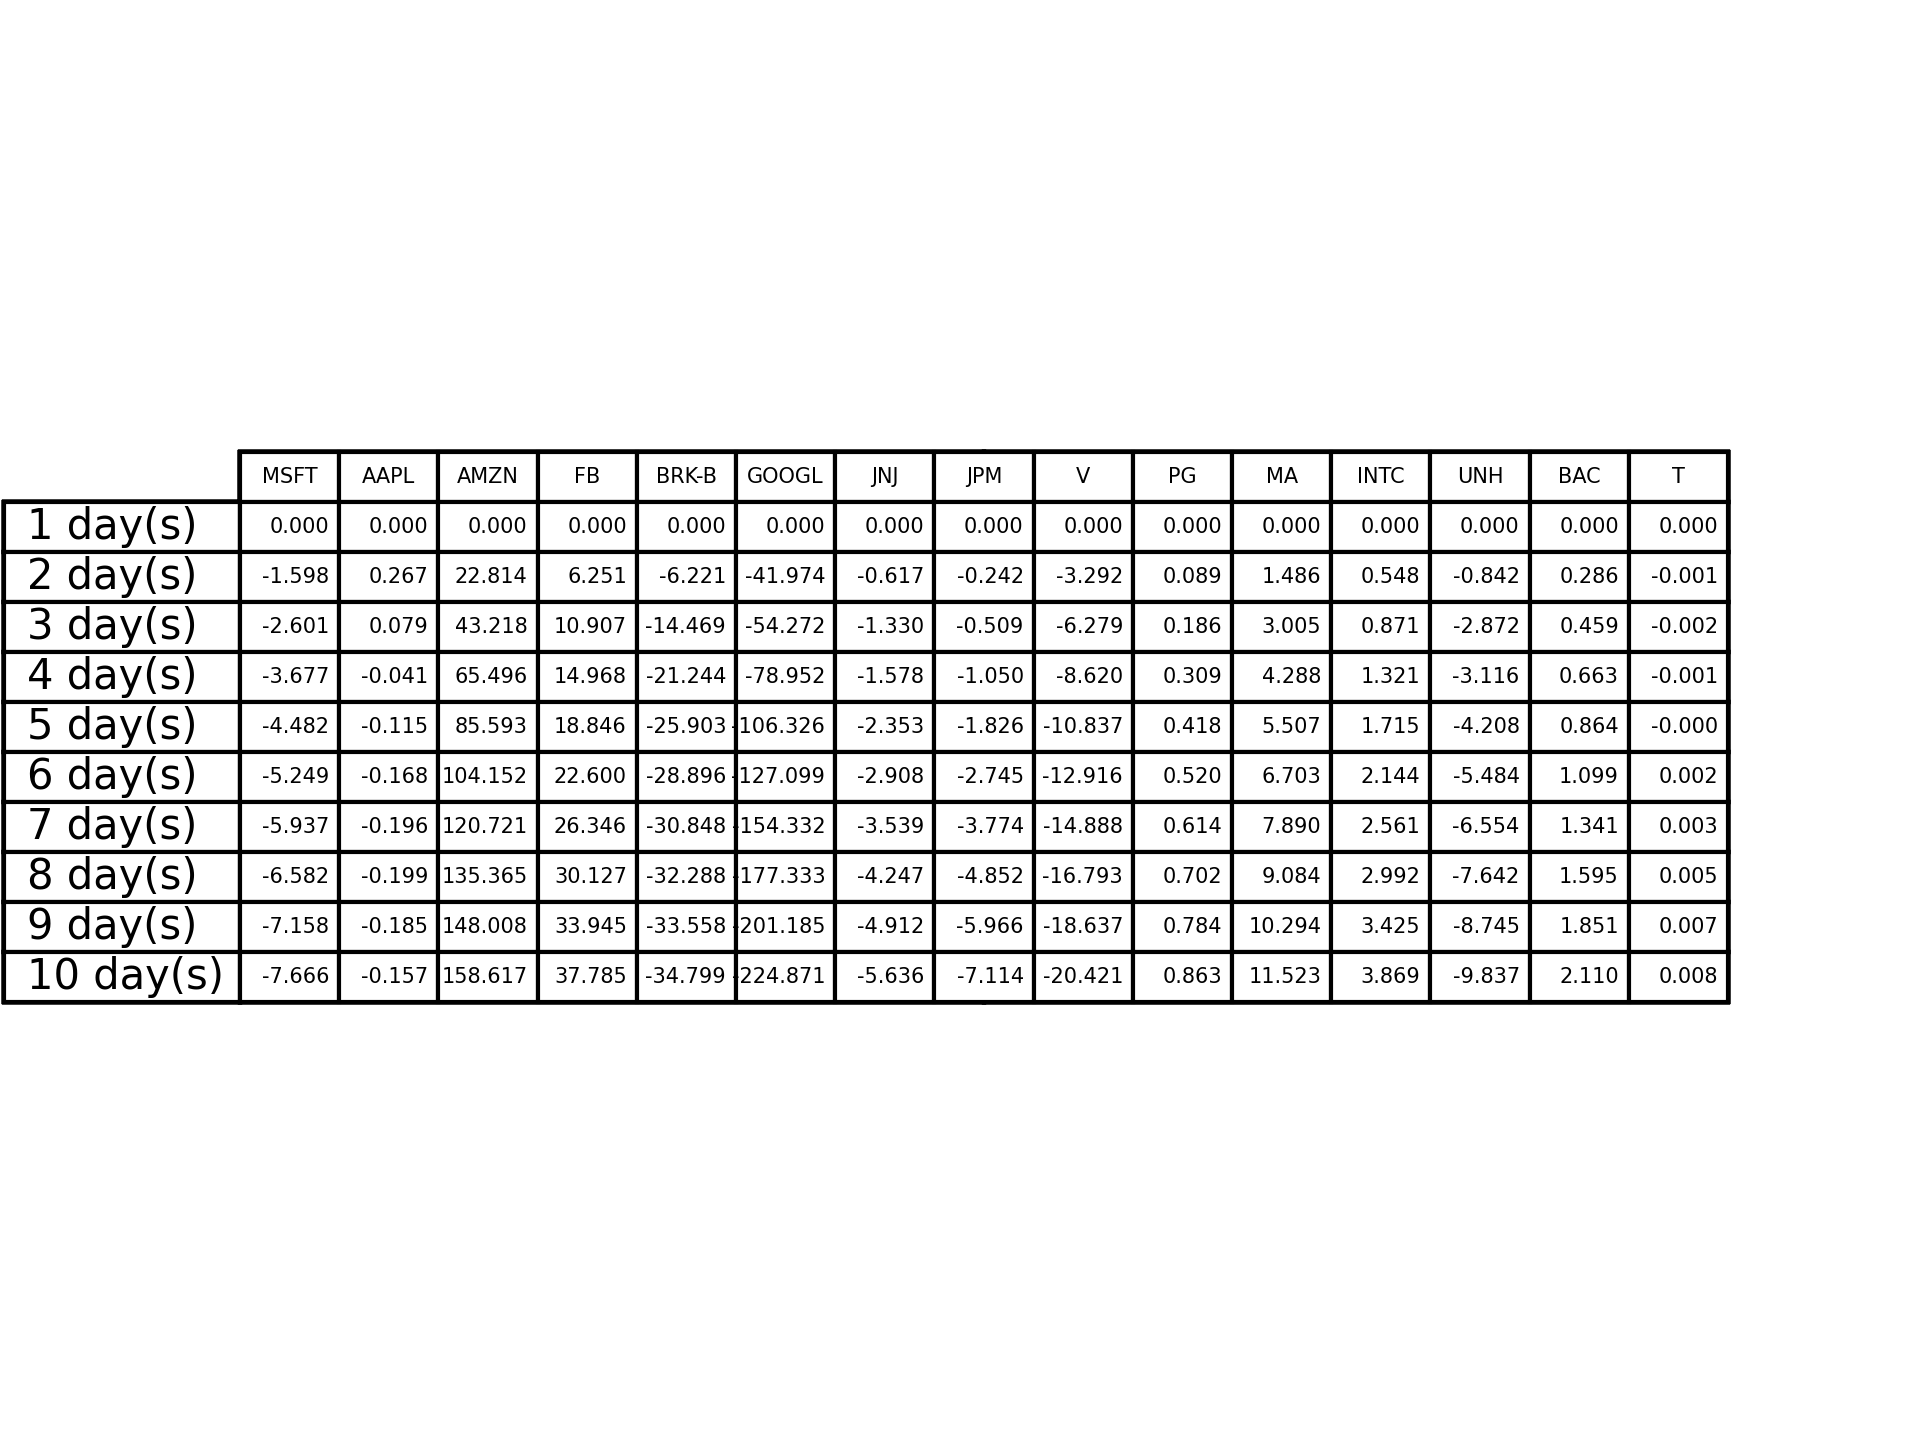 MSFT AAPL AMZN FB BRK-B GOOGL JNJ JPM V PG MA INTC UNH BAC T
1 day(s) 0.000 0.000 0.000 0.000 0.000 0.000 0.000 0.000 0.000 0.000 0.000 0.000 0.000 0.000 0.000
2 day(s) -1.598 0.267 22.814 6.251 -6.221 -41.974 -0.617 -0.242 -3.292 0.089 1.486 0.548 -0.842 0.286 -0.001
3 day(s) -2.601 0.079 43.218 10.907 -14.469 -54.272 -1.330 -0.509 -6.279 0.186 3.005 0.871 -2.872 0.459 -0.002
4 day(s) -3.677 -0.041 65.496 14.968 -21.244 -78.952 -1.578 -1.050 -8.620 0.309 4.288 1.321 -3.116 0.663 -0.001
5 day(s) -4.482 -0.115 85.593 18.846 -25.903 -106.326 -2.353 -1.826 -10.837 0.418 5.507 1.715 -4.208 0.864 -0.000
6 day(s) -5.249 -0.168 104.152 22.600 -28.896 -127.099 -2.908 -2.745 -12.916 0.520 6.703 2.144 -5.484 1.099 0.002
7 day(s) -5.937 -0.196 120.721 26.346 -30.848 -154.332 -3.539 -3.774 -14.888 0.614 7.890 2.561 -6.554 1.341 0.003
8 day(s) -6.582 -0.199 135.365 30.127 -32.288 -177.333 -4.247 -4.852 -16.793 0.702 9.084 2.992 -7.642 1.595 0.005
9 day(s) -7.158 -0.185 148.008 33.945 -33.558 -201.185 -4.912 -5.966 -18.637 0.784 10.294 3.425 -8.745 1.851 0.007
10 day(s) -7.666 -0.157 158.617 37.785 -34.799 -224.871 -5.636 -7.114 -20.421 0.863 11.523 3.869 -9.837 2.110 0.008